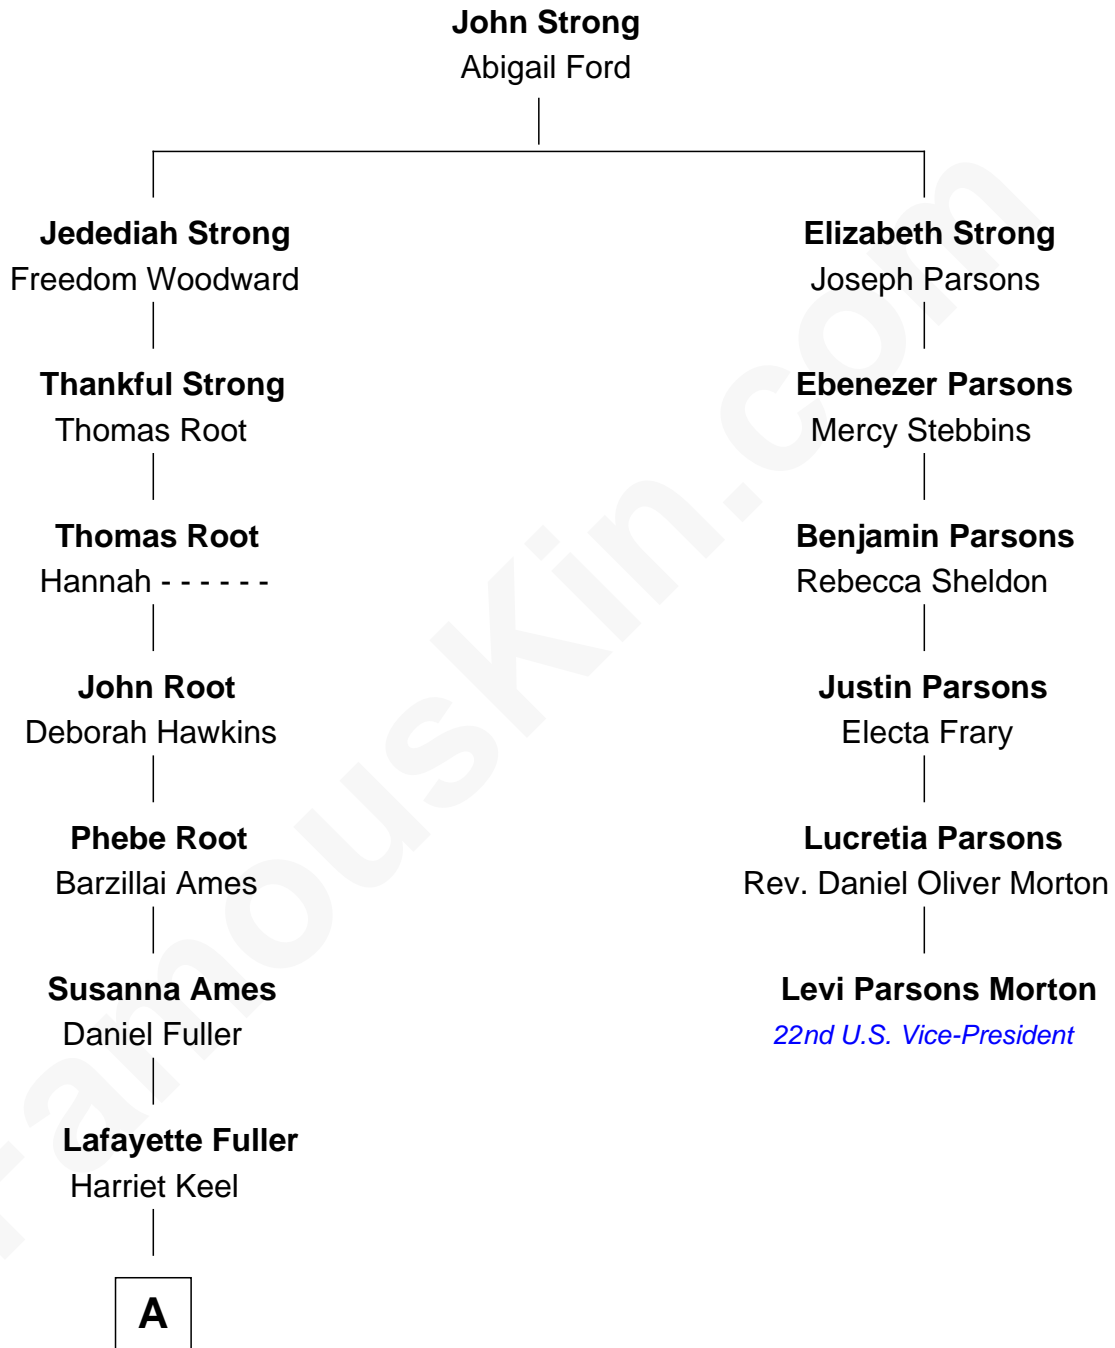 John Strong
Abigail Ford
Jedediah Strong
Freedom Woodward
Elizabeth Strong
Joseph Parsons
Thankful Strong
Thomas Root
Ebenezer Parsons
Mercy Stebbins
Thomas Root
Hannah - - - - - -
Benjamin Parsons
Rebecca Sheldon
John Root
Deborah Hawkins
Justin Parsons
Electa Frary
Phebe Root
Barzillai Ames
Lucretia Parsons
Rev. Daniel Oliver Morton
Susanna Ames
Daniel Fuller
Levi Parsons Morton
22nd U.S. Vice-President
Lafayette Fuller
Harriet Keel
A
FamousKin.com